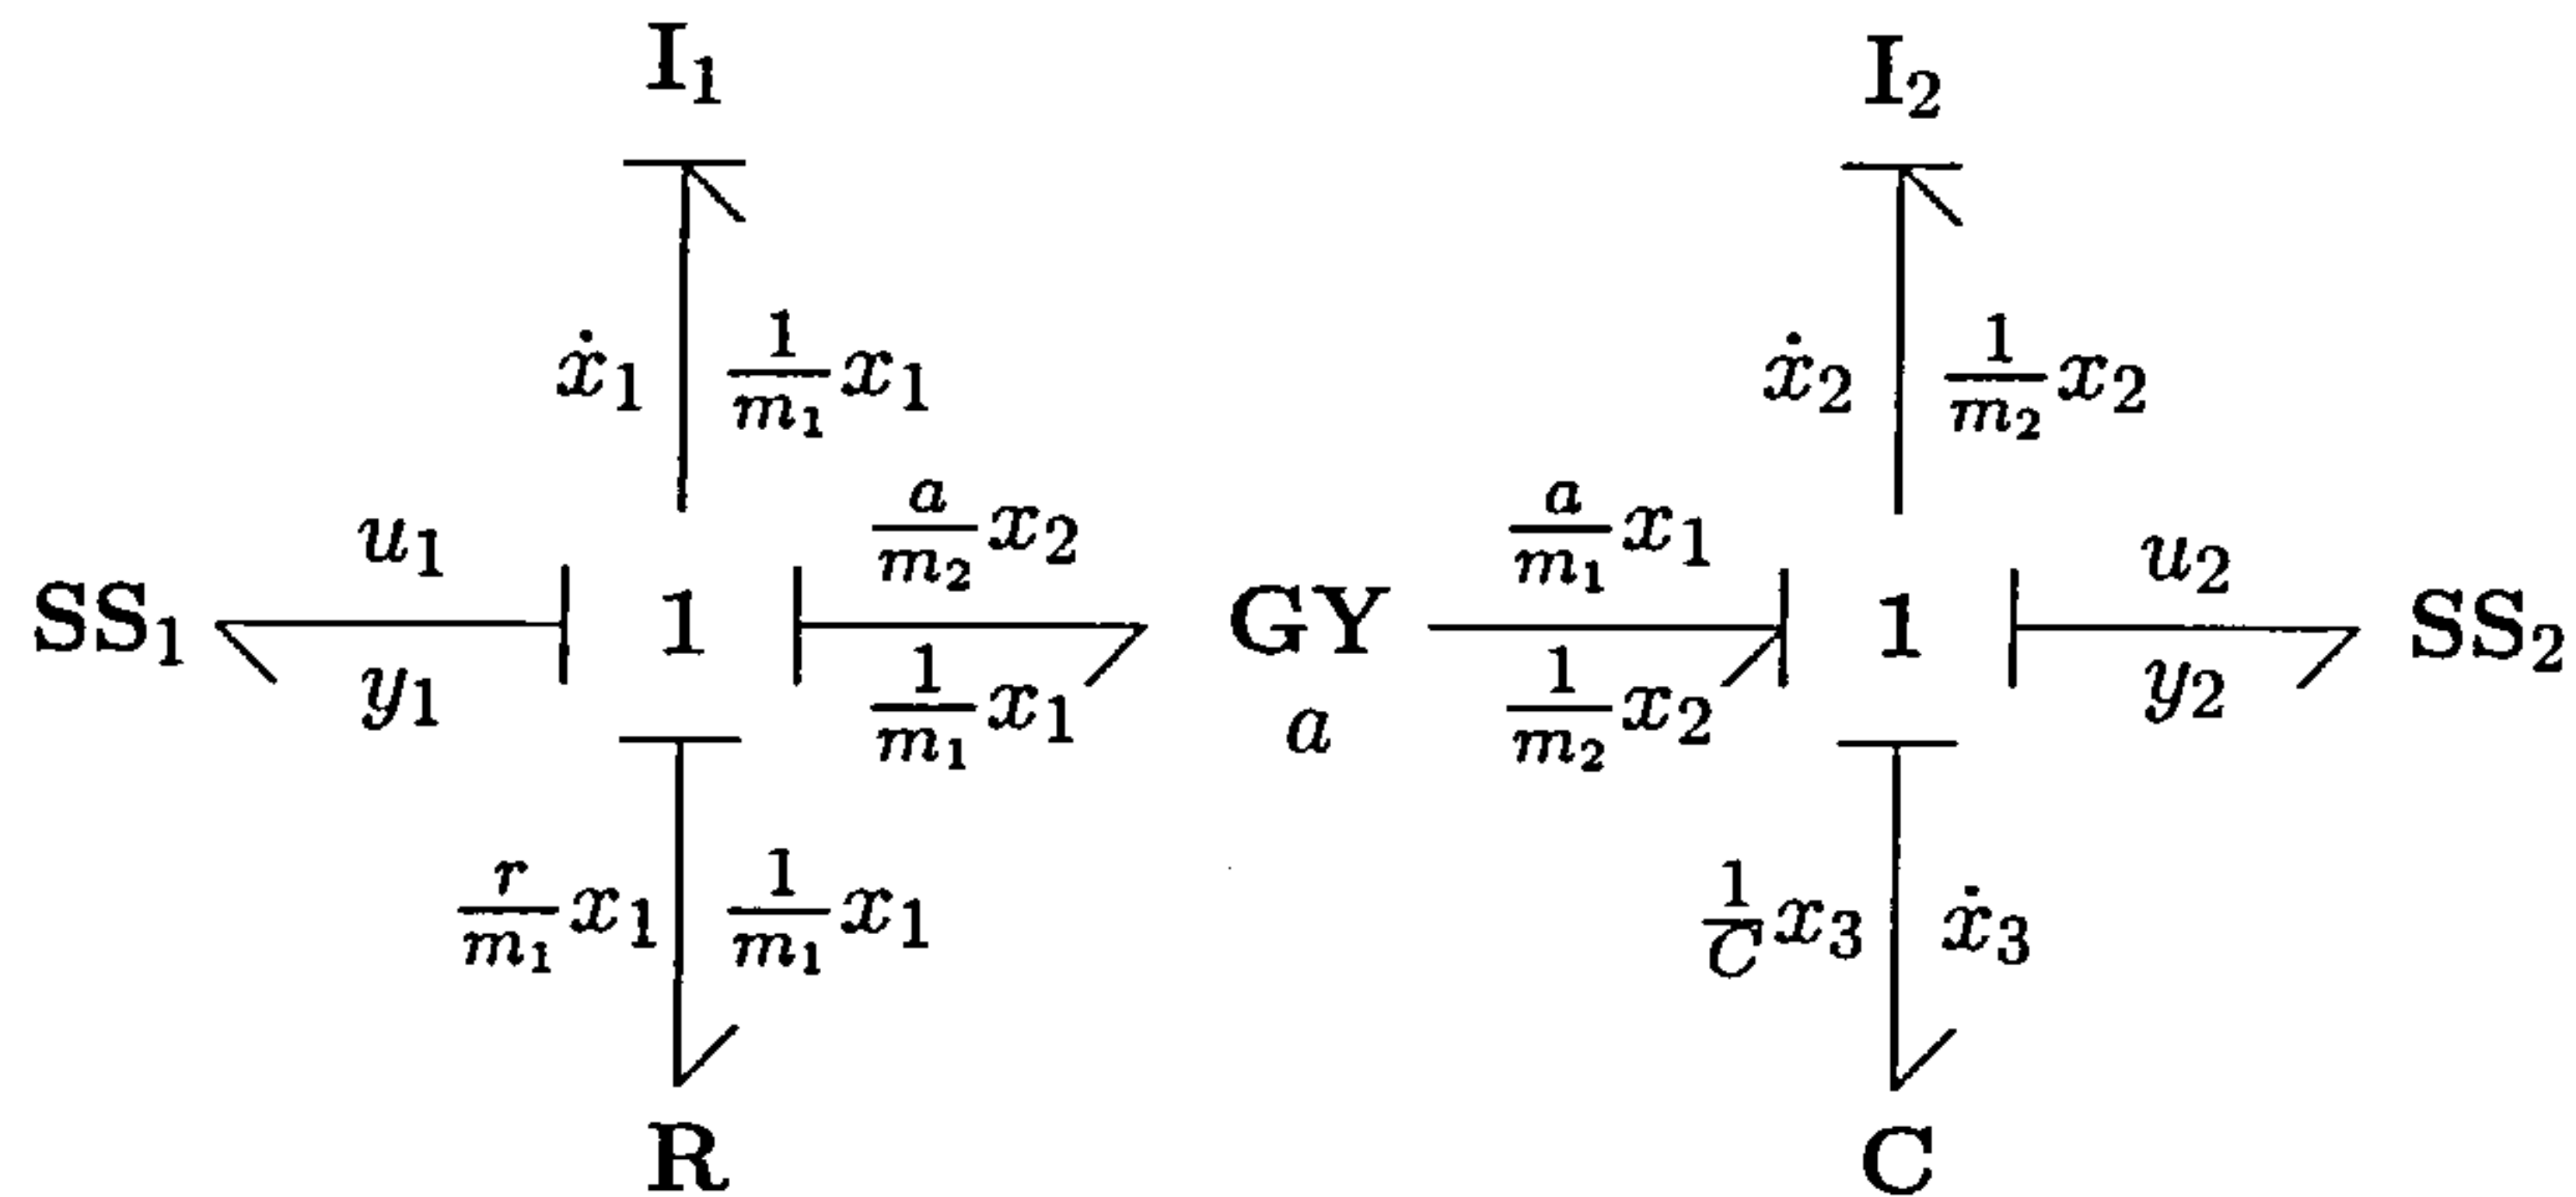 I₁ I₂
ẋ₁ 1/m₁ x₁ ẋ₂ 1/m₂ x₂
SS₁ u₁ y₁ 1 a/m₂ x₂ 1/m₁ x₁ GY a a/m₁ x₁ 1/m₂ x₂ 1 u₂ y₂ SS₂
r/m₁ x₁ 1/m₁ x₁ 1/C x₃ ẋ₃
R C